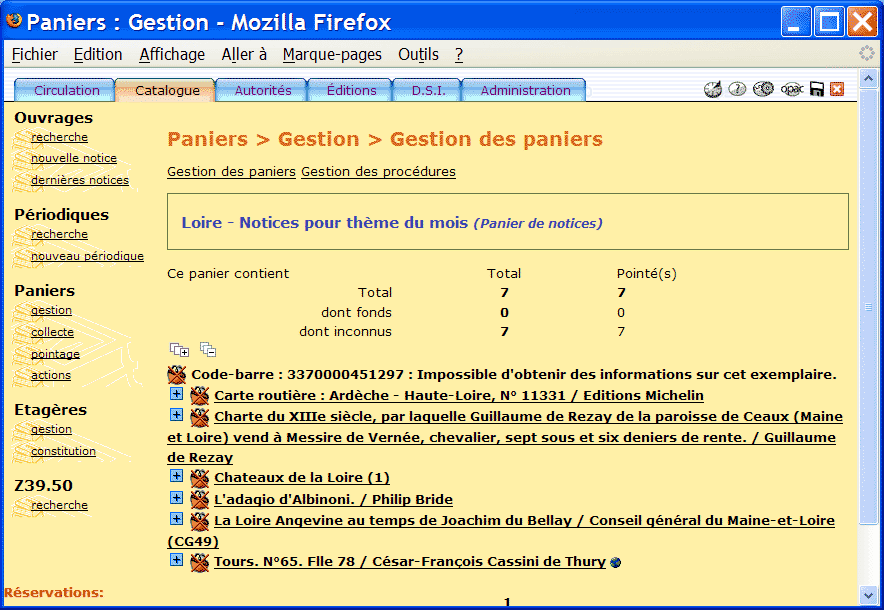 Paniers : Gestion - Mozilla Firefox
Fichier Edition Affichage Aller à Marque-pages Outils ?
Circulation Catalogue Autorités Éditions D.S.I. Administration opac
Ouvrages
recherche
nouvelle notice
dernières notices
Périodiques
recherche
nouveau périodique
Paniers
gestion
collecte
pointage
actions
Etagères
gestion
constitution
Z39.50
recherche
Réservations:
Paniers > Gestion > Gestion des paniers
Gestion des paniers Gestion des procédures
Loire - Notices pour thème du mois (Panier de notices)
Ce panier contient Total Pointé(s)
Total 7 7
dont fonds 0 0
dont inconnus 7 7
Code-barre : 3370000451297 : Impossible d'obtenir des informations sur cet exemplaire.
Carte routière : Ardèche - Haute-Loire, N° 11331 / Editions Michelin
Charte du XIIIe siècle, par laquelle Guillaume de Rezay de la paroisse de Ceaux (Maine
et Loire) vend à Messire de Vernée, chevalier, sept sous et six deniers de rente. / Guillaume
de Rezay
Chateaux de la Loire (1)
L'adagio d'Albinoni. / Philip Bride
La Loire Angevine au temps de Joachim du Bellay / Conseil général du Maine-et-Loire
(CG49)
Tours. N°65. Flle 78 / César-François Cassini de Thury
1